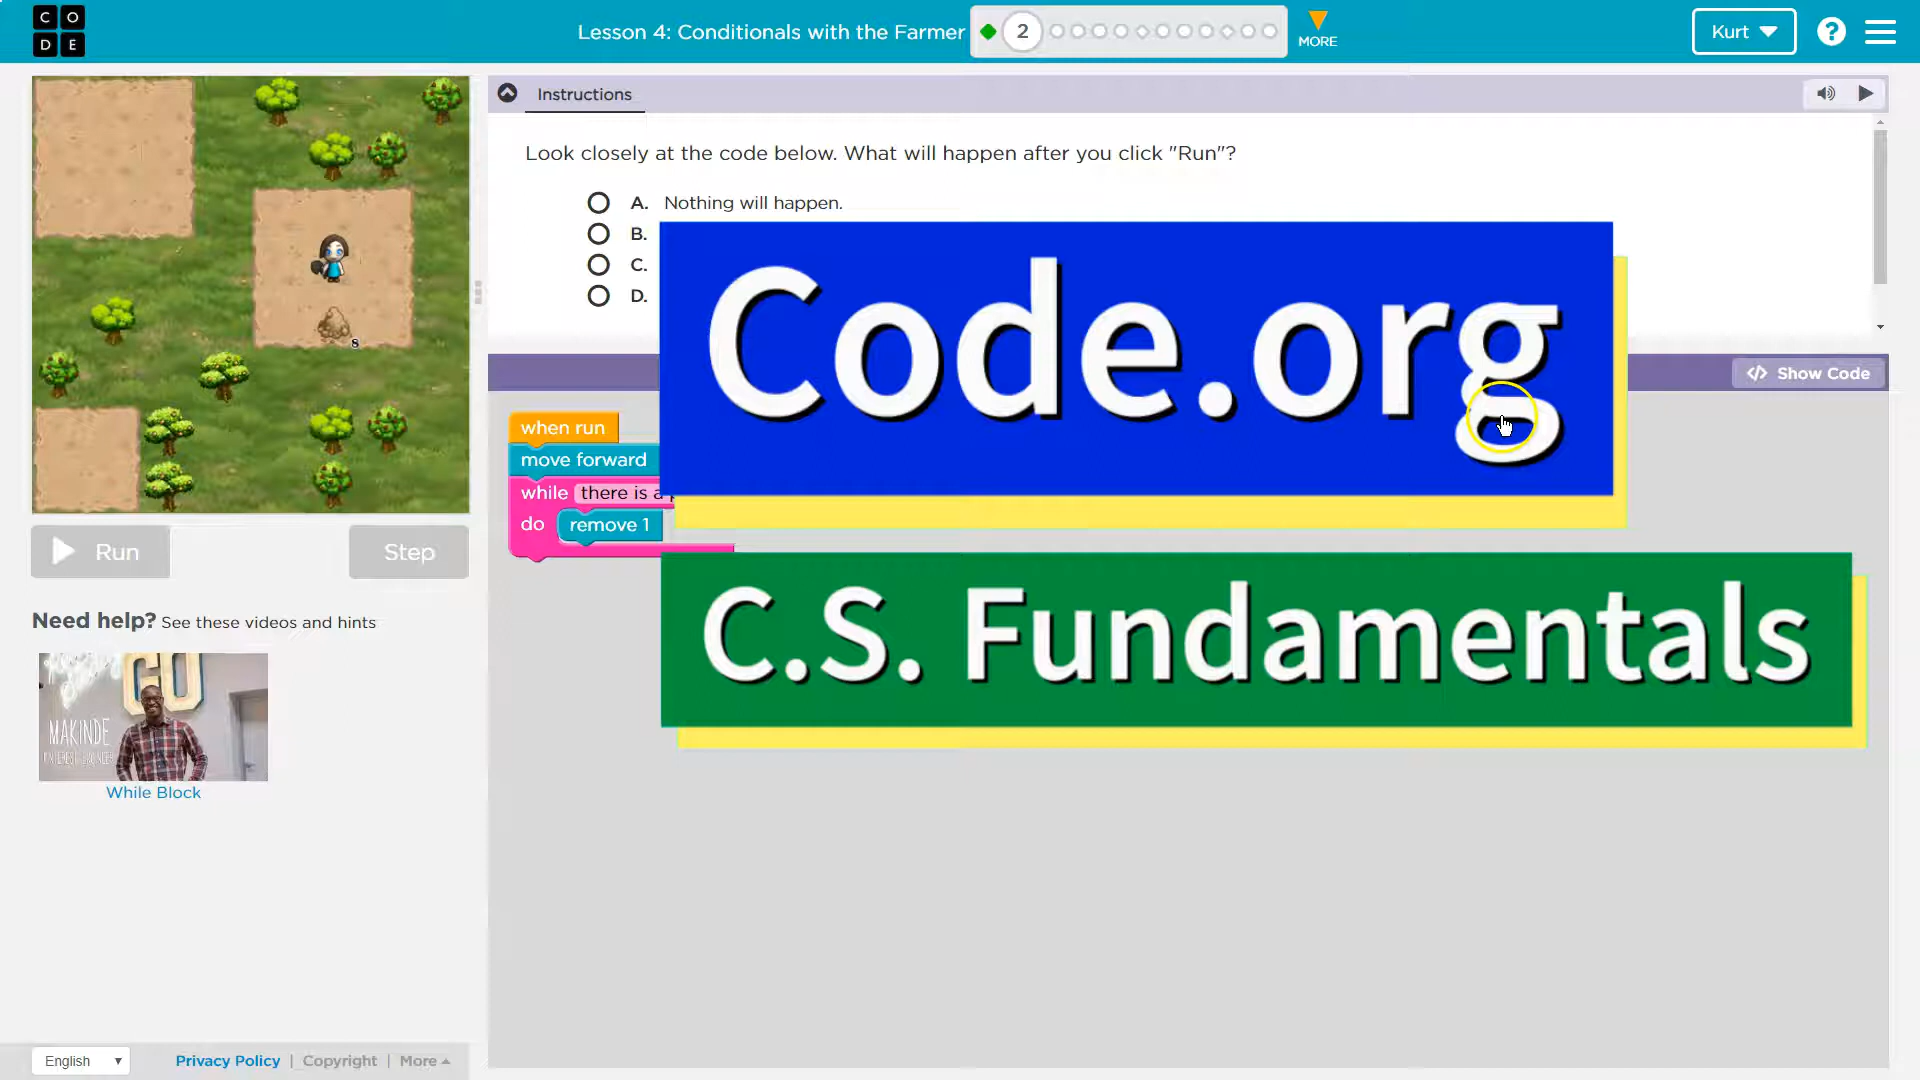 C O
D E
Lesson 4: Conditionals with the Farmer
2
MORE
Kurt
?
Instructions
Look closely at the code below. What will happen after you click "Run"?
A. Nothing will happen.
B.
C.
D.
Code.org
C.S. Fundamentals
8
Show Code
when run
move forward
while there is a
do remove 1
Run
Step
Need help? See these videos and hints
GO
MAKINDE
While Block
English
Privacy Policy | Copyright | More